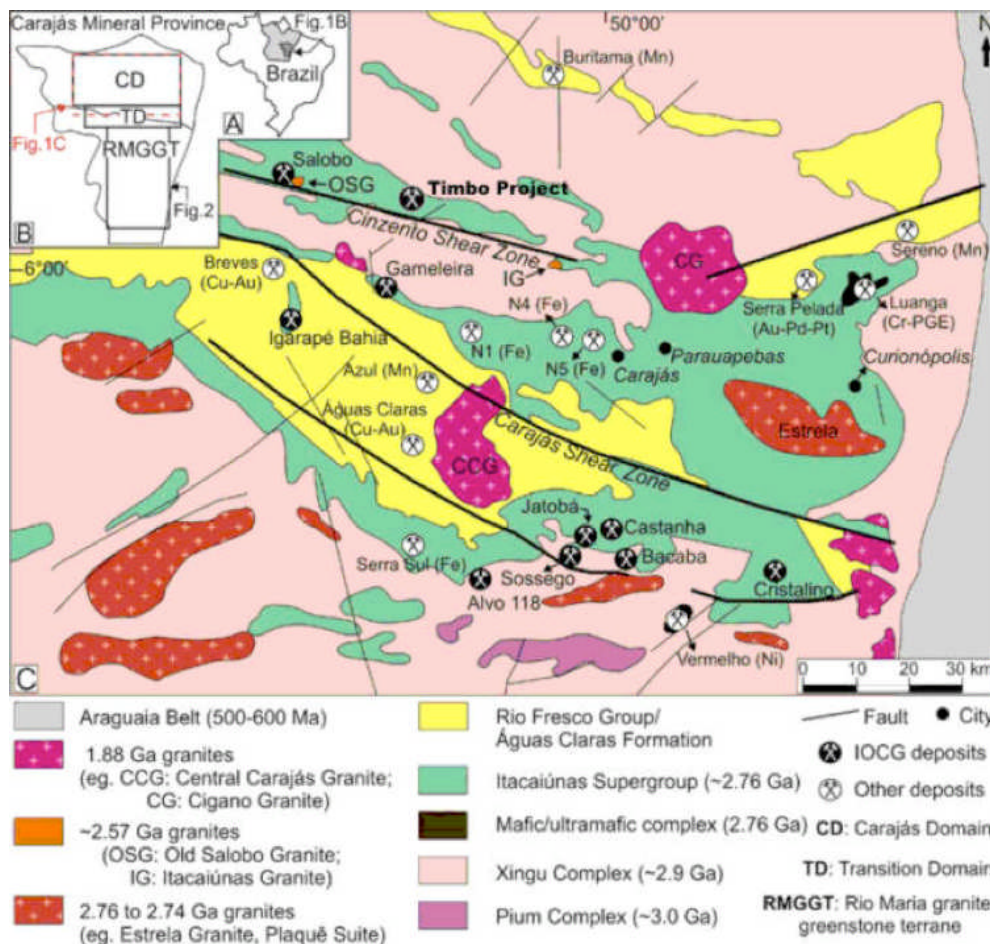 Carajás Mineral Province
Fig.1B
Brazil
A
CD
TD
Fig.1C
RMGGT
Fig.2
B
50°00'
N
6°00'
Buritama (Mn)
Salobo
OSG
Timbo Project
Cinzento Shear Zone
CG
Sereno (Mn)
Breves
(Cu-Au)
Gameleira
IG
N4 (Fe)
Serra Pelada
(Au-Pd-Pt)
Luanga
(Cr-PGE)
Igarapé Bahia
N1 (Fe)
N5 (Fe)
Carajás
Parauapebas
Curionópolis
Azul (Mn)
Águas Claras
(Cu-Au)
CCG
Carajás Shear Zone
Estrela
Jatobá
Castanha
Serra Sul (Fe)
Sossego
Bacaba
Alvo 118
Cristalino
Vermelho (Ni)
C
0 10 20 30 km
Araguaia Belt (500-600 Ma)
1.88 Ga granites
(eg. CCG: Central Carajás Granite;
CG: Cigano Granite)
~2.57 Ga granites
(OSG: Old Salobo Granite;
IG: Itacaiúnas Granite)
2.76 to 2.74 Ga granites
(eg. Estrela Granite, Plaquê Suite)
Rio Fresco Group/
Águas Claras Formation
Itacaiúnas Supergroup (~2.76 Ga)
Mafic/ultramafic complex (2.76 Ga)
Xingu Complex (~2.9 Ga)
Pium Complex (~3.0 Ga)
Fault
City
IOCG deposits
Other deposits
CD: Carajás Domain
TD: Transition Domain
RMGGT: Rio Maria granite
greenstone terrane